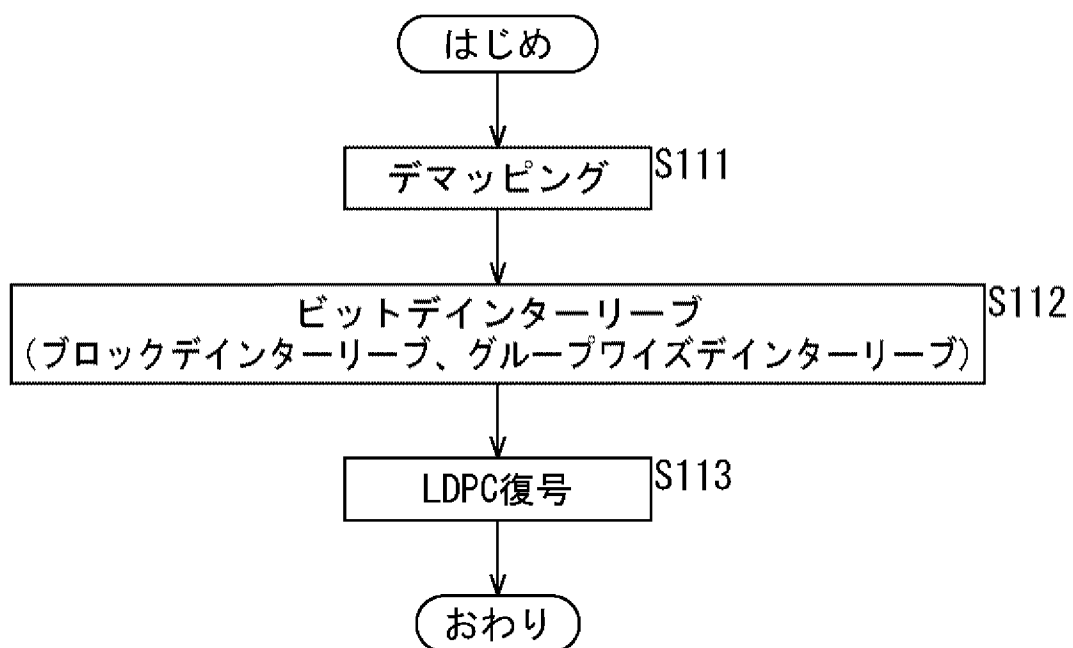 はじめ
デマッピング
S111
ビットデインターリーブ
S112
(ブロックデインターリーブ、グループワイズデインターリーブ)
LDPC復号
S113
おわり